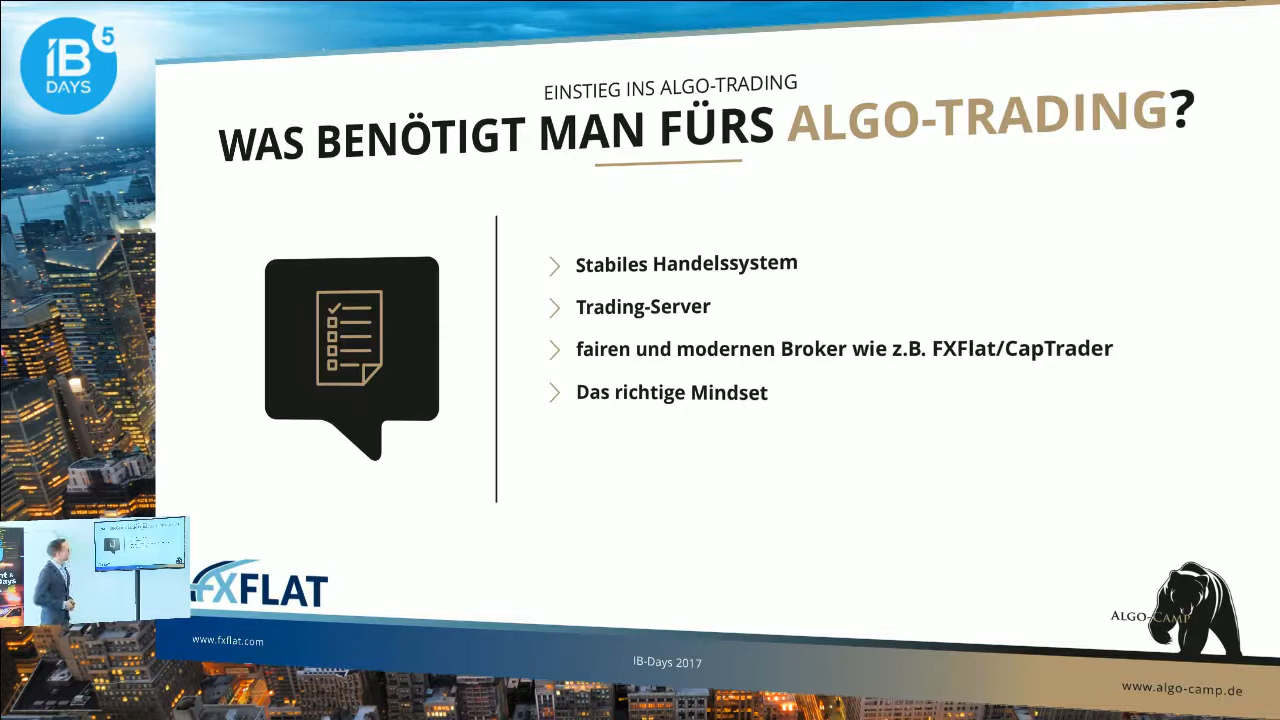 IB 5
DAYS
EINSTIEG INS ALGO-TRADING
WAS BENÖTIGT MAN FÜRS ALGO-TRADING?
Stabiles Handelssystem
Trading-Server
fairen und modernen Broker wie z.B. FXFlat/CapTrader
Das richtige Mindset
FXFLAT
ALGO-CAMP
www.fxflat.com
IB-Days 2017
www.algo-camp.de